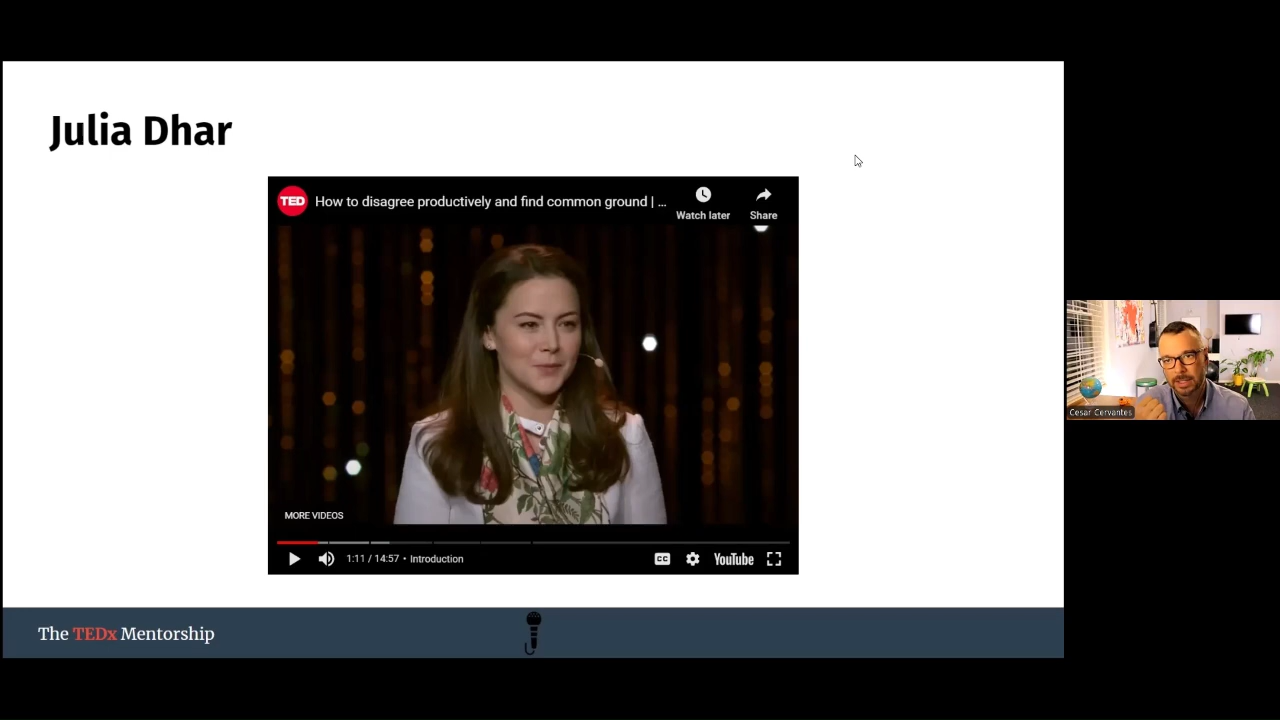 Julia Dhar
TED
How to disagree productively and find common ground | ...
Watch later
Share
MORE VIDEOS
1:11 / 14:57 • Introduction
CC
YouTube
Cesar Cervantes
The TEDx Mentorship